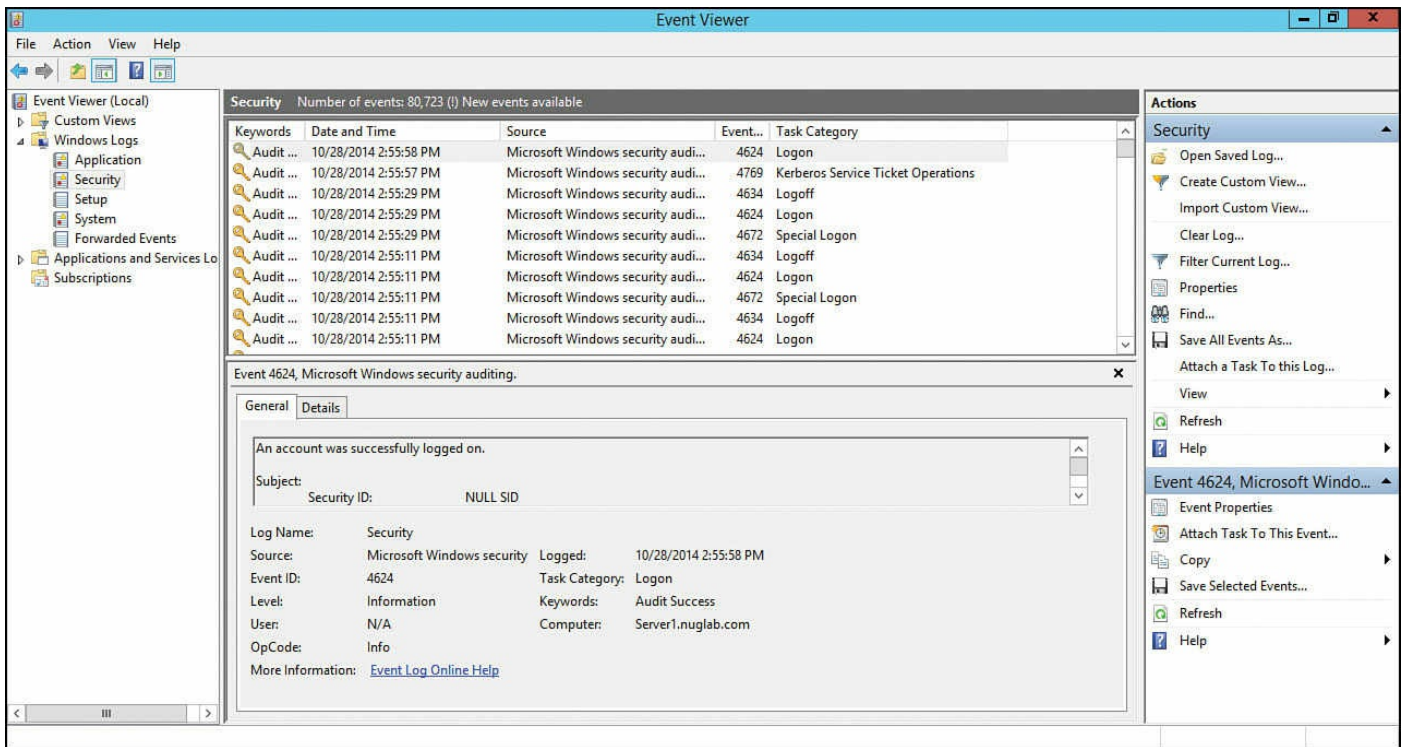 Event Viewer
File Action View Help
Event Viewer (Local)
Custom Views
Windows Logs
Application
Security
Setup
System
Forwarded Events
Applications and Services Lo
Subscriptions
Security Number of events: 80,723 (!) New events available
Keywords Date and Time Source Event... Task Category
Audit ... 10/28/2014 2:55:58 PM Microsoft Windows security audi... 4624 Logon
Audit ... 10/28/2014 2:55:57 PM Microsoft Windows security audi... 4769 Kerberos Service Ticket Operations
Audit ... 10/28/2014 2:55:29 PM Microsoft Windows security audi... 4634 Logoff
Audit ... 10/28/2014 2:55:29 PM Microsoft Windows security audi... 4624 Logon
Audit ... 10/28/2014 2:55:29 PM Microsoft Windows security audi... 4672 Special Logon
Audit ... 10/28/2014 2:55:11 PM Microsoft Windows security audi... 4634 Logoff
Audit ... 10/28/2014 2:55:11 PM Microsoft Windows security audi... 4624 Logon
Audit ... 10/28/2014 2:55:11 PM Microsoft Windows security audi... 4672 Special Logon
Audit ... 10/28/2014 2:55:11 PM Microsoft Windows security audi... 4634 Logoff
Audit ... 10/28/2014 2:55:11 PM Microsoft Windows security audi... 4624 Logon
Event 4624, Microsoft Windows security auditing.
General Details
An account was successfully logged on.
Subject:
Security ID: NULL SID
Log Name: Security
Source: Microsoft Windows security Logged: 10/28/2014 2:55:58 PM
Event ID: 4624 Task Category: Logon
Level: Information Keywords: Audit Success
User: N/A Computer: Server1.nuglab.com
OpCode: Info
More Information: Event Log Online Help
Actions
Security
Open Saved Log...
Create Custom View...
Import Custom View...
Clear Log...
Filter Current Log...
Properties
Find...
Save All Events As...
Attach a Task To this Log...
View
Refresh
Help
Event 4624, Microsoft Windo...
Event Properties
Attach Task To This Event...
Copy
Save Selected Events...
Refresh
Help